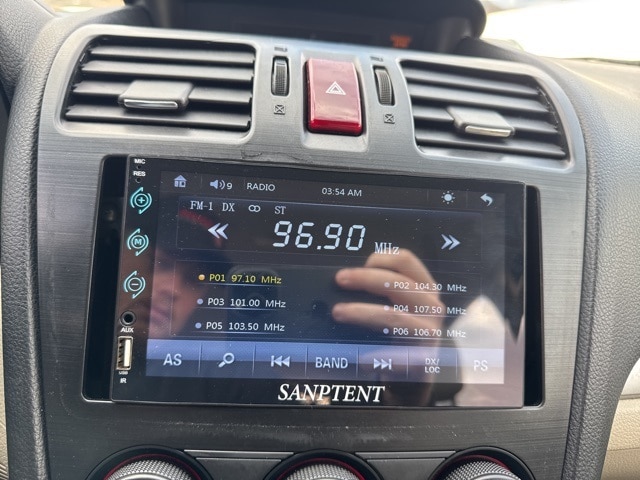 MIC
RES
9 RADIO 03:54 AM
FM-1 DX ST
96.90 MHz
P01 97.10 MHz
P02 104.30 MHz
P03 101.00 MHz
P04 107.50 MHz
P05 103.50 MHz
P06 106.70 MHz
M
AUX
USB
IR
AS BAND DX/
LOC PS
SANPTENT